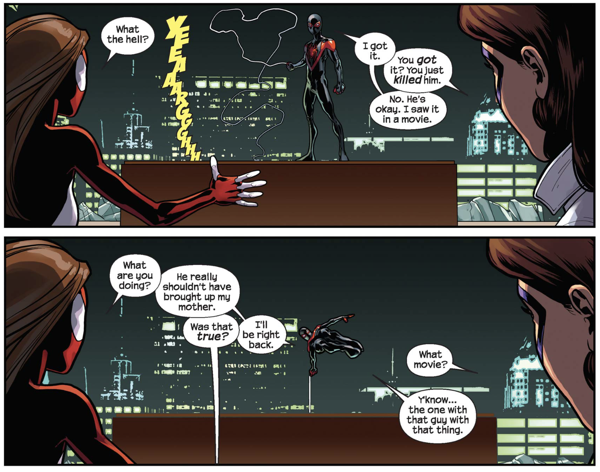 What
the hell?
YEEAAARGGGHH
I got
it.
You got
it? You just
killed him.
No. He's
okay. I saw it
in a movie.
What
are you
doing?
He really
shouldn't have
brought up my
mother.
Was that
true?
I'll
be right
back.
What
movie?
Y'know...
the one with
that guy with
that thing.